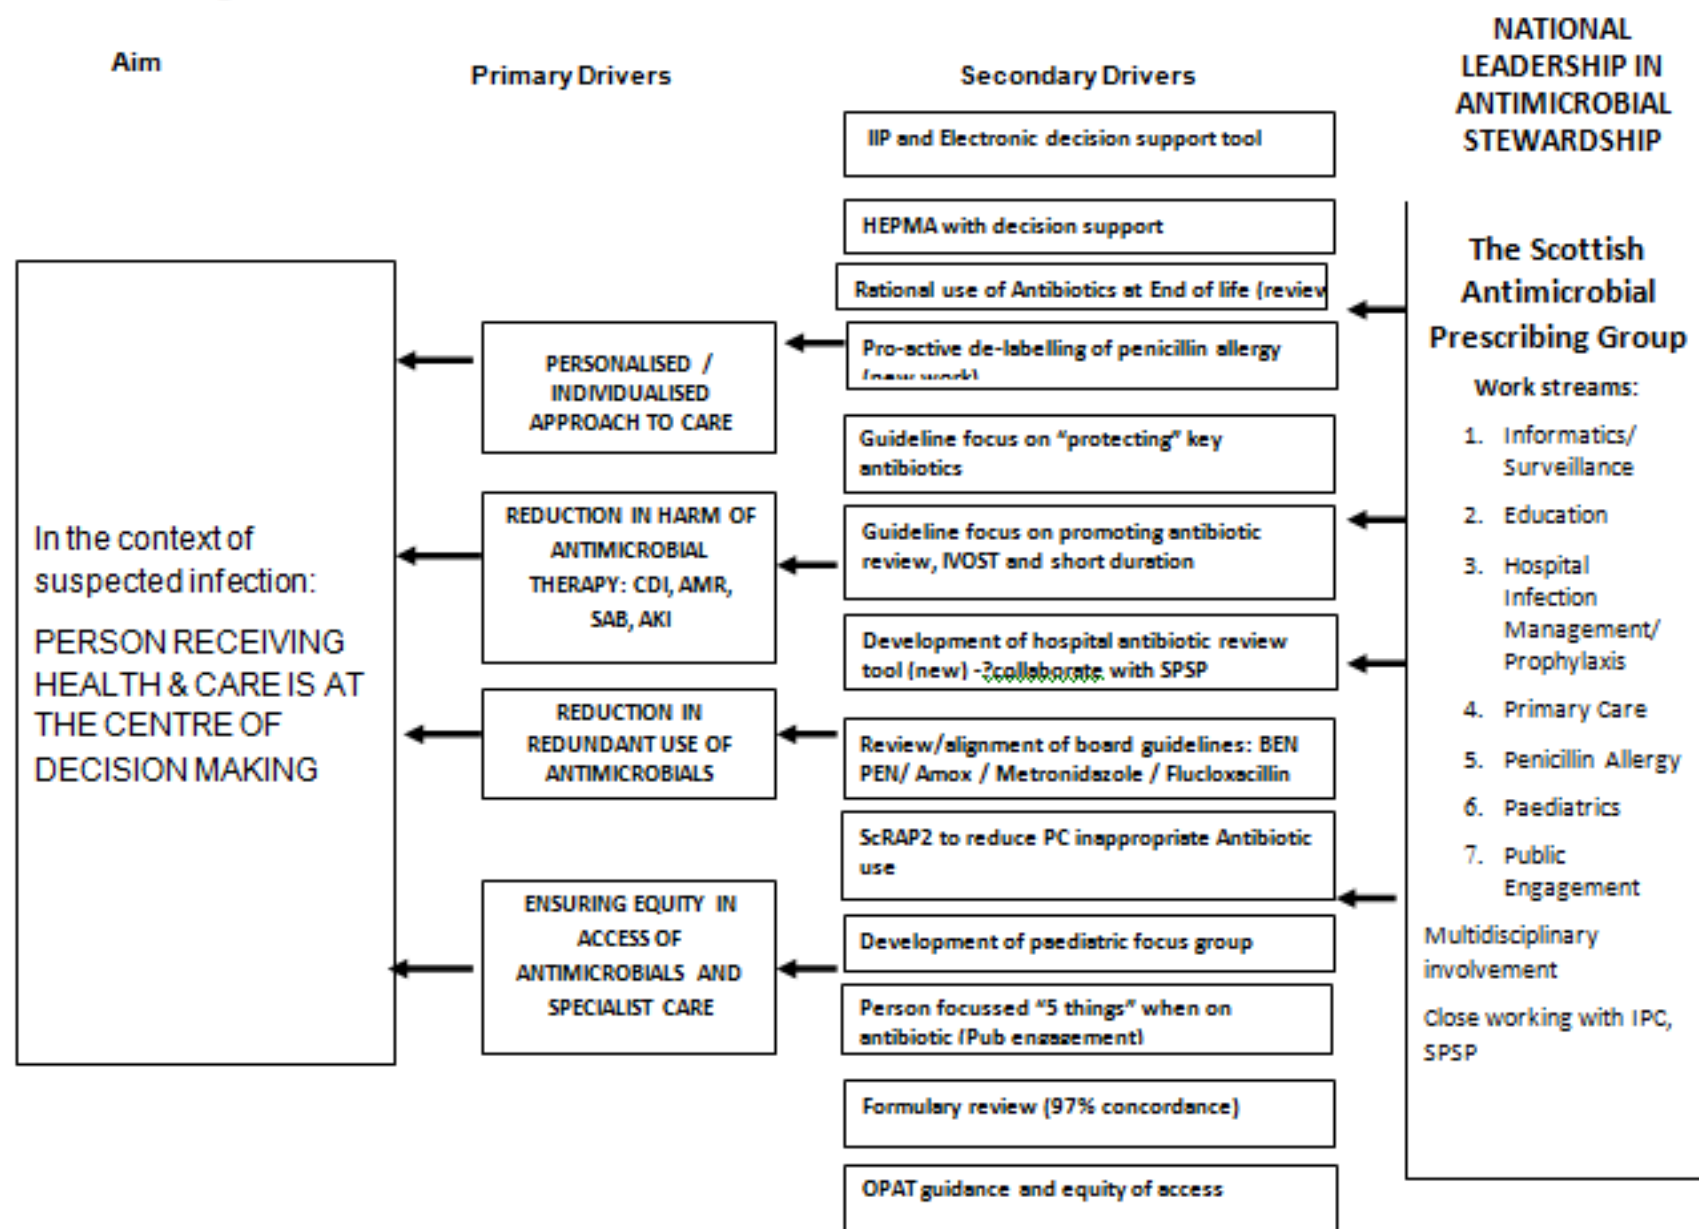 Aim
Primary Drivers
Secondary Drivers
NATIONAL
LEADERSHIP IN
ANTIMICROBIAL
STEWARDSHIP
In the context of
suspected infection:
PERSON RECEIVING
HEALTH & CARE IS AT
THE CENTRE OF
DECISION MAKING
PERSONALISED /
INDIVIDUALISED
APPROACH TO CARE
REDUCTION IN HARM OF
ANTIMICROBIAL
THERAPY: CDI, AMR,
SAB, AKI
REDUCTION IN
REDUNDANT USE OF
ANTIMICROBIALS
ENSURING EQUITY IN
ACCESS OF
ANTIMICROBIALS AND
SPECIALIST CARE
IIP and Electronic decision support tool
HEPMA with decision support
Rational use of Antibiotics at End of life (review
Pro-active de-labelling of penicillin allergy
(new work)
Guideline focus on “protecting” key
antibiotics
Guideline focus on promoting antibiotic
review, IVOST and short duration
Development of hospital antibiotic review
tool (new) -?collaborate with SPSP
Review/alignment of board guidelines: BEN
PEN/ Amox / Metronidazole / Flucloxacillin
ScRAP2 to reduce PC inappropriate Antibiotic
use
Development of paediatric focus group
Person focussed “5 things” when on
antibiotic (Pub engagement)
Formulary review (97% concordance)
OPAT guidance and equity of access
The Scottish
Antimicrobial
Prescribing Group
Work streams:
1. Informatics/
Surveillance
2. Education
3. Hospital
Infection
Management/
Prophylaxis
4. Primary Care
5. Penicillin Allergy
6. Paediatrics
7. Public
Engagement
Multidisciplinary
involvement
Close working with IPC,
SPSP